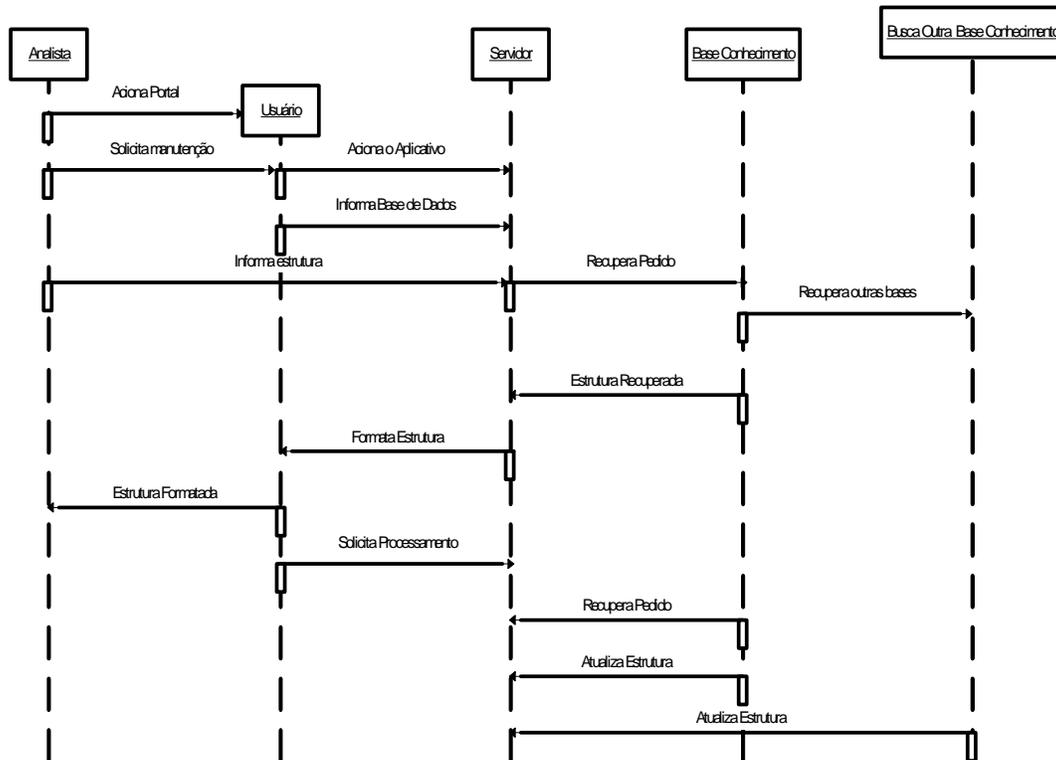 Busca Outra Base Conhecimento
Analista
Servidor
Base Conhecimento
Aciona Portal
Usuário
Solicita manutenção
Aciona o Aplicativo
Informa Base de Dados
Informa estrutura
Recupera Pedido
Recupera outras bases
Estrutura Recuperada
Formata Estrutura
Estrutura Formatada
Solicita Processamento
Recupera Pedido
Atualiza Estrutura
Atualiza Estrutura